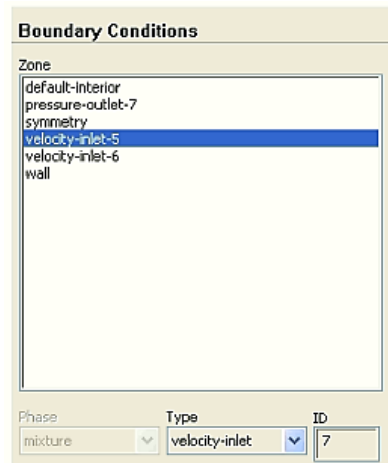 Boundary Conditions
Zone
default-interior
pressure-outlet-7
symmetry
velocity-inlet-5
velocity-inlet-6
wall
Phase Type ID
mixture velocity-inlet 7